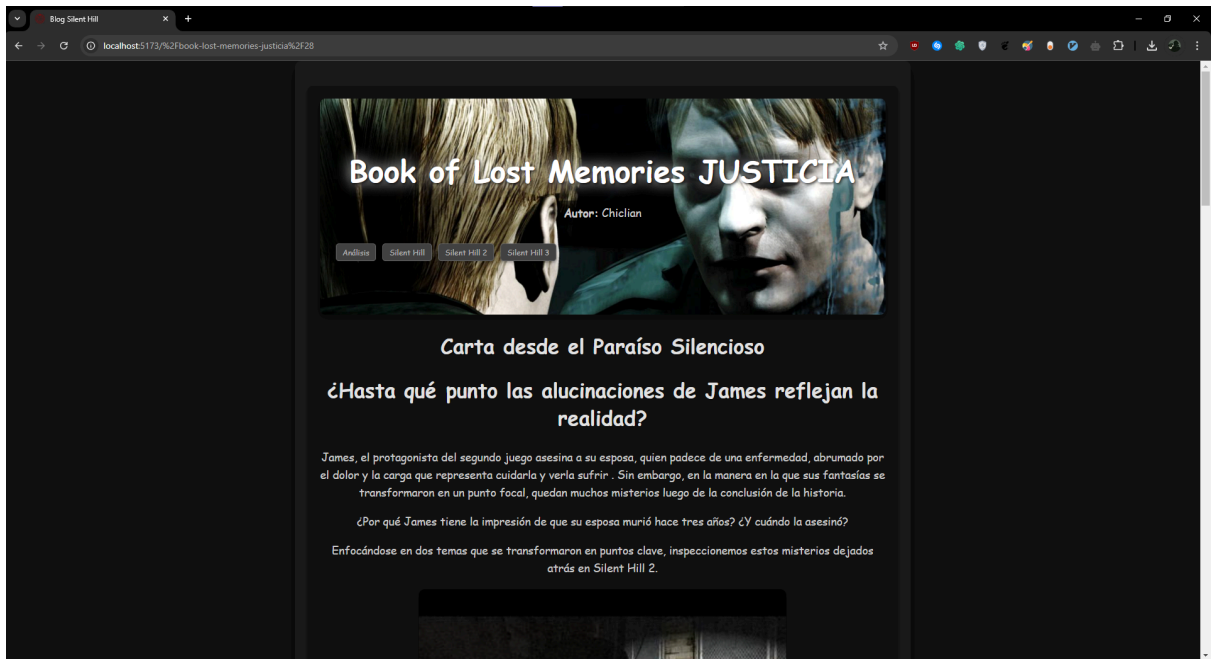 Blog Silent Hill
localhost:5173/%2Fbook-lost-memories-justicia%2F28
Book of Lost Memories JUSTICIA
Autor: Chiclian
Análisis Silent Hill Silent Hill 2 Silent Hill 3
Carta desde el Paraíso Silencioso
¿Hasta qué punto las alucinaciones de James reflejan la
realidad?
James, el protagonista del segundo juego asesina a su esposa, quien padece de una enfermedad, abrumado por
el dolor y la carga que representa cuidarla y verla sufrir . Sin embargo, en la manera en la que sus fantasías se
transformaron en un punto focal, quedan muchos misterios luego de la conclusión de la historia.
¿Por qué James tiene la impresión de que su esposa murió hace tres años? ¿Y cuándo la asesinó?
Enfocándose en dos temas que se transformaron en puntos clave, inspeccionemos estos misterios dejados
atrás en Silent Hill 2.